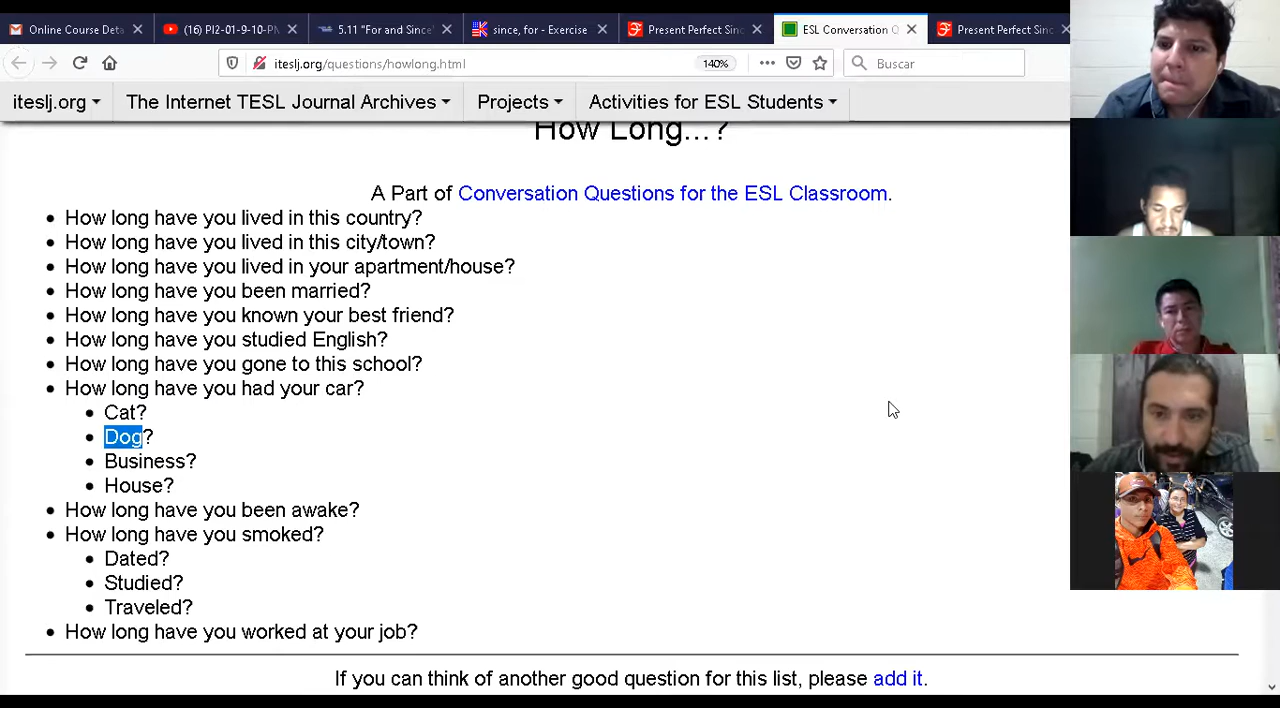 Online Course Deta
(16) PI2-01-9-10-PM
5.11 "For and Since"
since, for - Exercise
Present Perfect Sinc
ESL Conversation Q
Present Perfect Sinc
iteslj.org/questions/howlong.html
140%
Buscar
iteslj.org
The Internet TESL Journal Archives
Projects
Activities for ESL Students
How Long...?
A Part of Conversation Questions for the ESL Classroom.
How long have you lived in this country?
How long have you lived in this city/town?
How long have you lived in your apartment/house?
How long have you been married?
How long have you known your best friend?
How long have you studied English?
How long have you gone to this school?
How long have you had your car?
Cat?
Dog?
Business?
House?
How long have you been awake?
How long have you smoked?
Dated?
Studied?
Traveled?
How long have you worked at your job?
If you can think of another good question for this list, please add it.